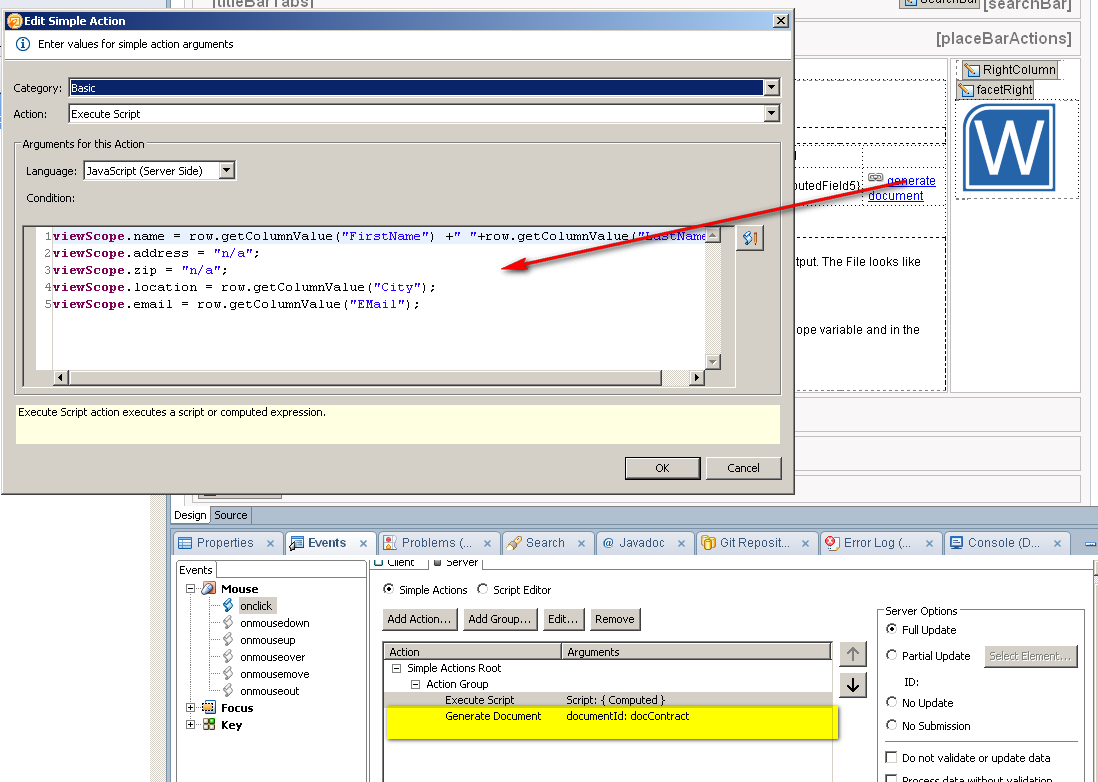 [titleBarTabs]
SearchBar
[searchBar]
Edit Simple Action
Enter values for simple action arguments
[placeBarActions]
RightColumn
facetRight
W
Category: Basic
Action: Execute Script
Arguments for this Action
Language: JavaScript (Server Side)
Condition:
1 viewScope.name = row.getColumnValue("FirstName") +" "+row.getColumnValue("LastName
2 viewScope.address = "n/a";
3 viewScope.zip = "n/a";
4 viewScope.location = row.getColumnValue("City");
5 viewScope.email = row.getColumnValue("EMail");
utedField5}
generate
document
tput. The File looks like
ope variable and in the
Execute Script action executes a script or computed expression.
OK
Cancel
Design
Source
Properties
Events
Problems (...
Search
Javadoc
Git Reposit...
Error Log (...
Console (D...
Events
Mouse
onclick
onmousedown
onmouseup
onmouseover
onmousemove
onmouseout
Focus
Key
Client
Server
Simple Actions
Script Editor
Add Action...
Add Group...
Edit...
Remove
Action
Arguments
Simple Actions Root
Action Group
Execute Script
Script: { Computed }
Generate Document
documentId: docContract
Server Options
Full Update
Partial Update
Select Element...
ID:
No Update
No Submission
Do not validate or update data
Process data without validation